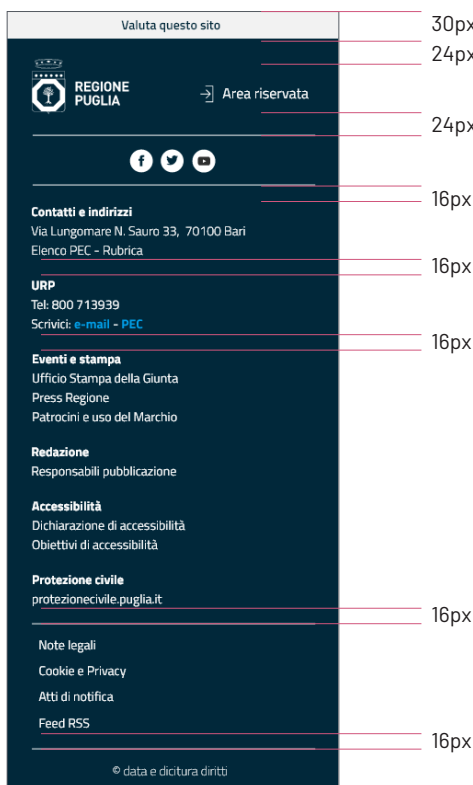 Valuta questo sito
30px
24px
REGIONE
PUGLIA
Area riservata
24px
16px
Contatti e indirizzi
Via Lungomare N. Sauro 33, 70100 Bari
Elenco PEC - Rubrica
16px
URP
Tel: 800 713939
Scrivici: e-mail - PEC
16px
Eventi e stampa
Ufficio Stampa della Giunta
Press Regione
Patrocini e uso del Marchio
Redazione
Responsabili pubblicazione
Accessibilità
Dichiarazione di accessibilità
Obiettivi di accessibilità
Protezione civile
protezionecivile.puglia.it
16px
Note legali
Cookie e Privacy
Atti di notifica
Feed RSS
16px
© data e dicitura diritti